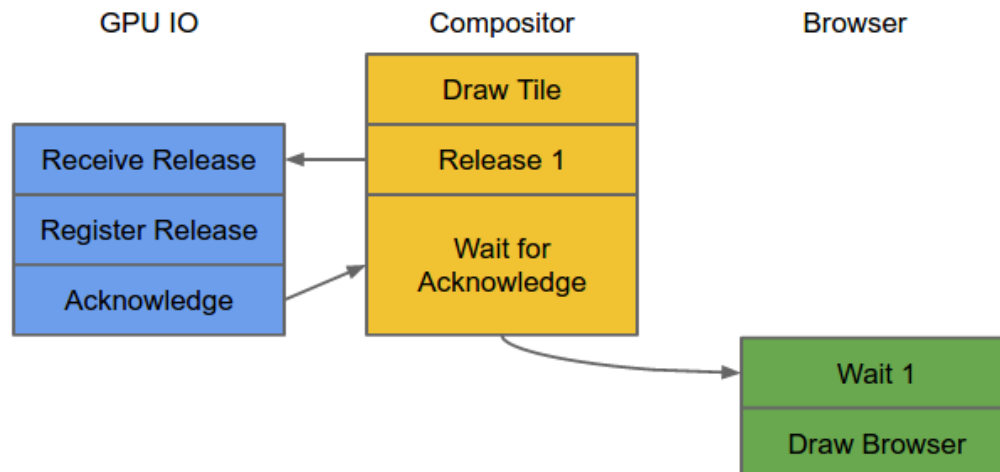 GPU IO
Compositor
Browser
Draw Tile
Receive Release
Release 1
Register Release
Wait for
Acknowledge
Acknowledge
Wait 1
Draw Browser